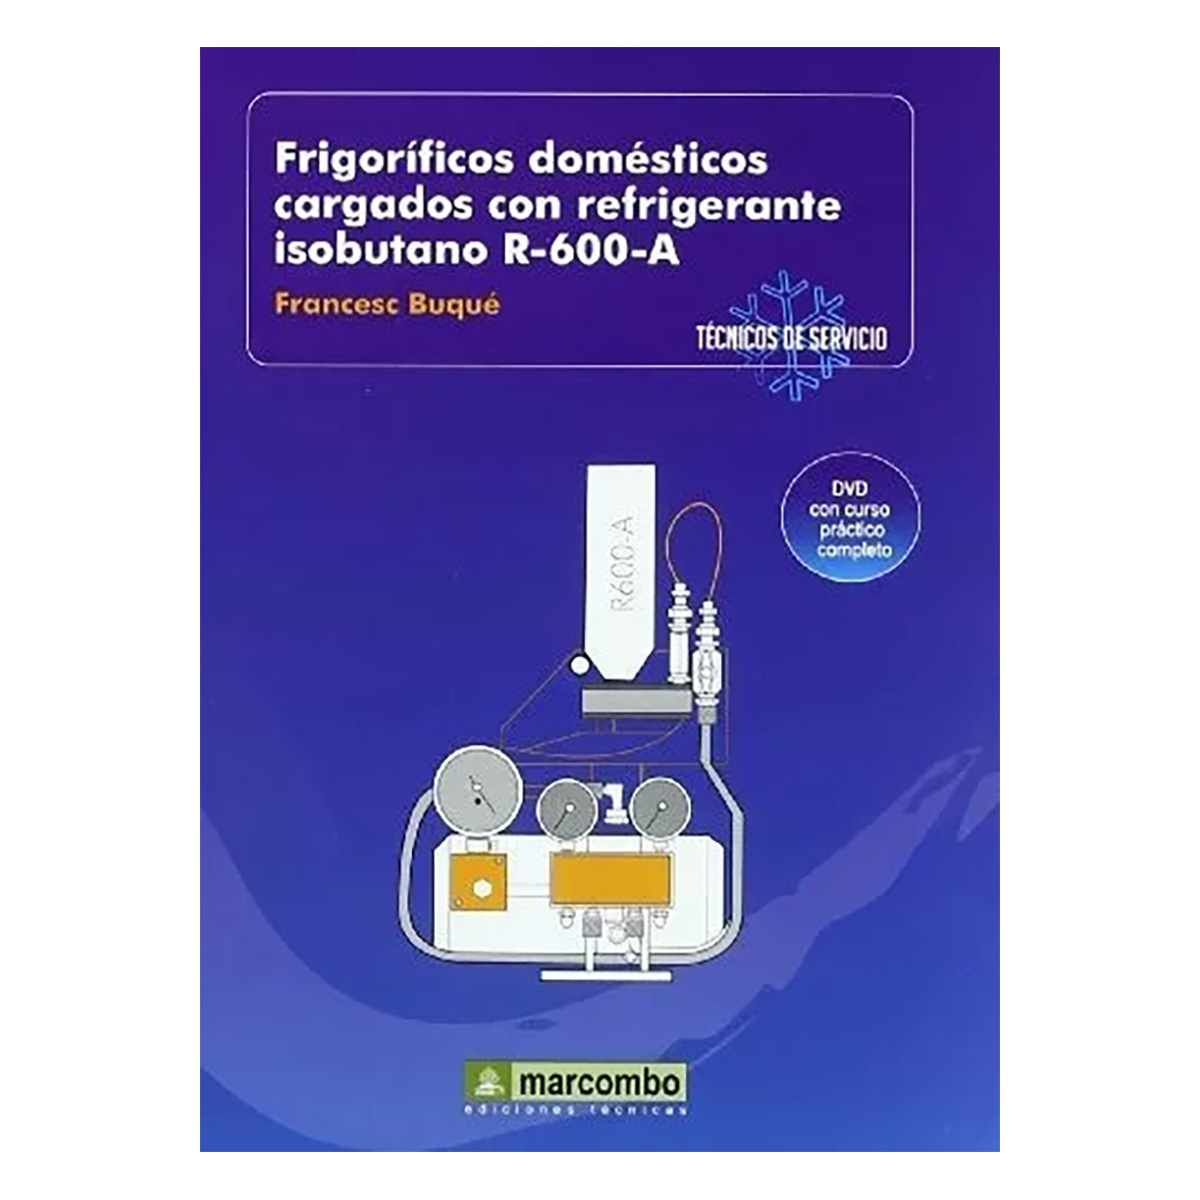 Frigoríficos domésticos
cargados con refrigerante
isobutano R-600-A
Francesc Buqué
TÉCNICOS DE SERVICIO
DVD
con curso
práctico
completo
R600-A
marcombo
ediciones técnicas